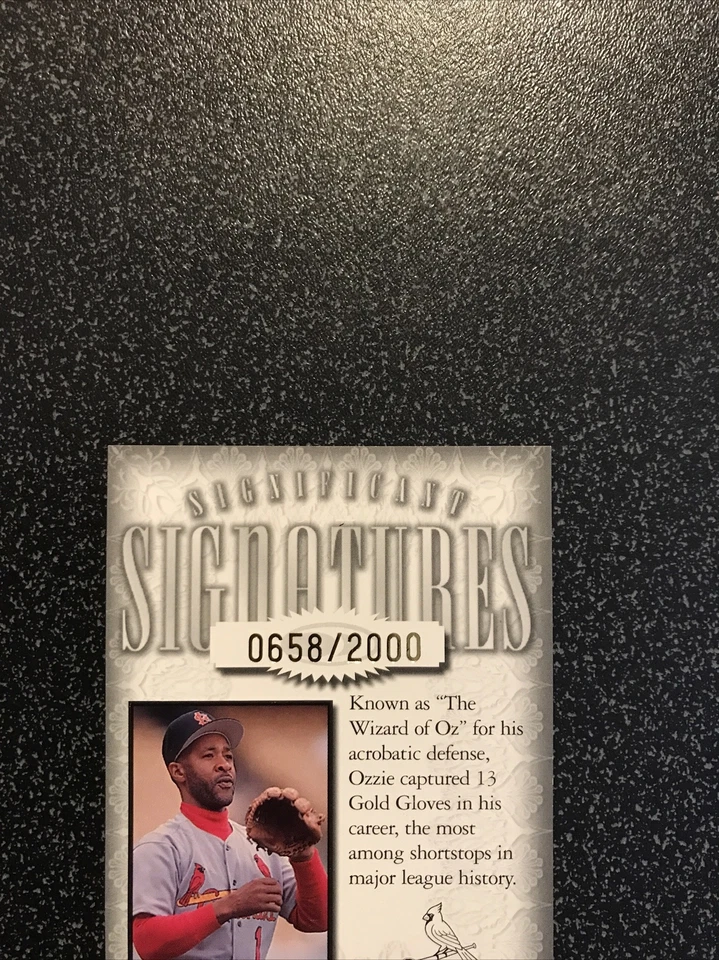 SIGNIFICANT
SIGNATURES
0658/2000
Known as “The
Wizard of Oz” for his
acrobatic defense,
Ozzie captured 13
Gold Gloves in his
career, the most
among shortstops in
major league history.